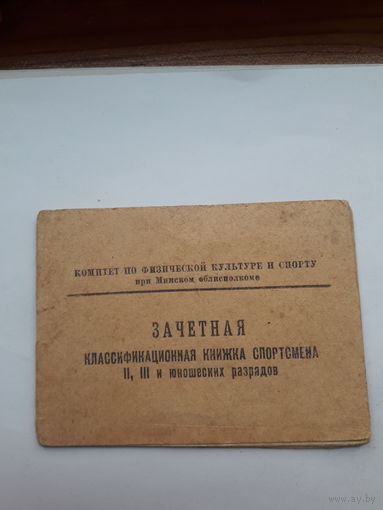 КОМИТЕТ ПО ФИЗИЧЕСКОЙ КУЛЬТУРЕ И СПОРТУ
при Минском облисполкоме
ЗАЧЕТНАЯ
КЛАССИФИКАЦИОННАЯ КНИЖКА СПОРТСМЕНА
II, III и юношеских разрядов
www.ay.by